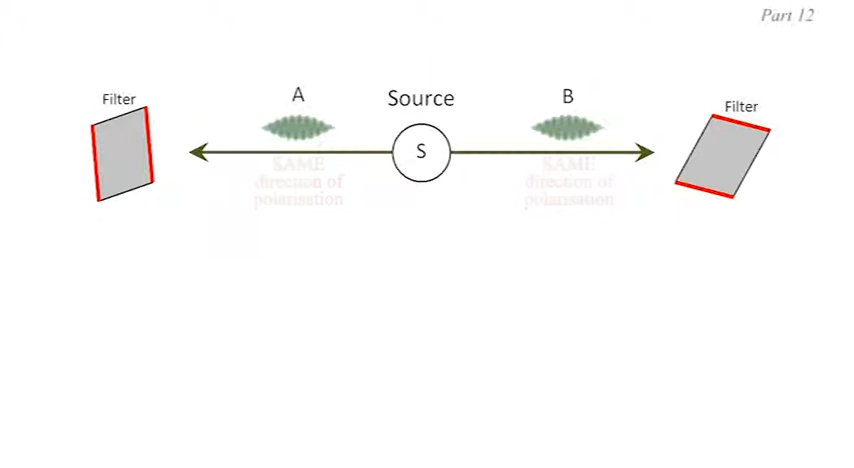 Part 12
Filter
A
Source
B
Filter
S
SAME
direction of
polarisation
SAME
direction of
polarisation